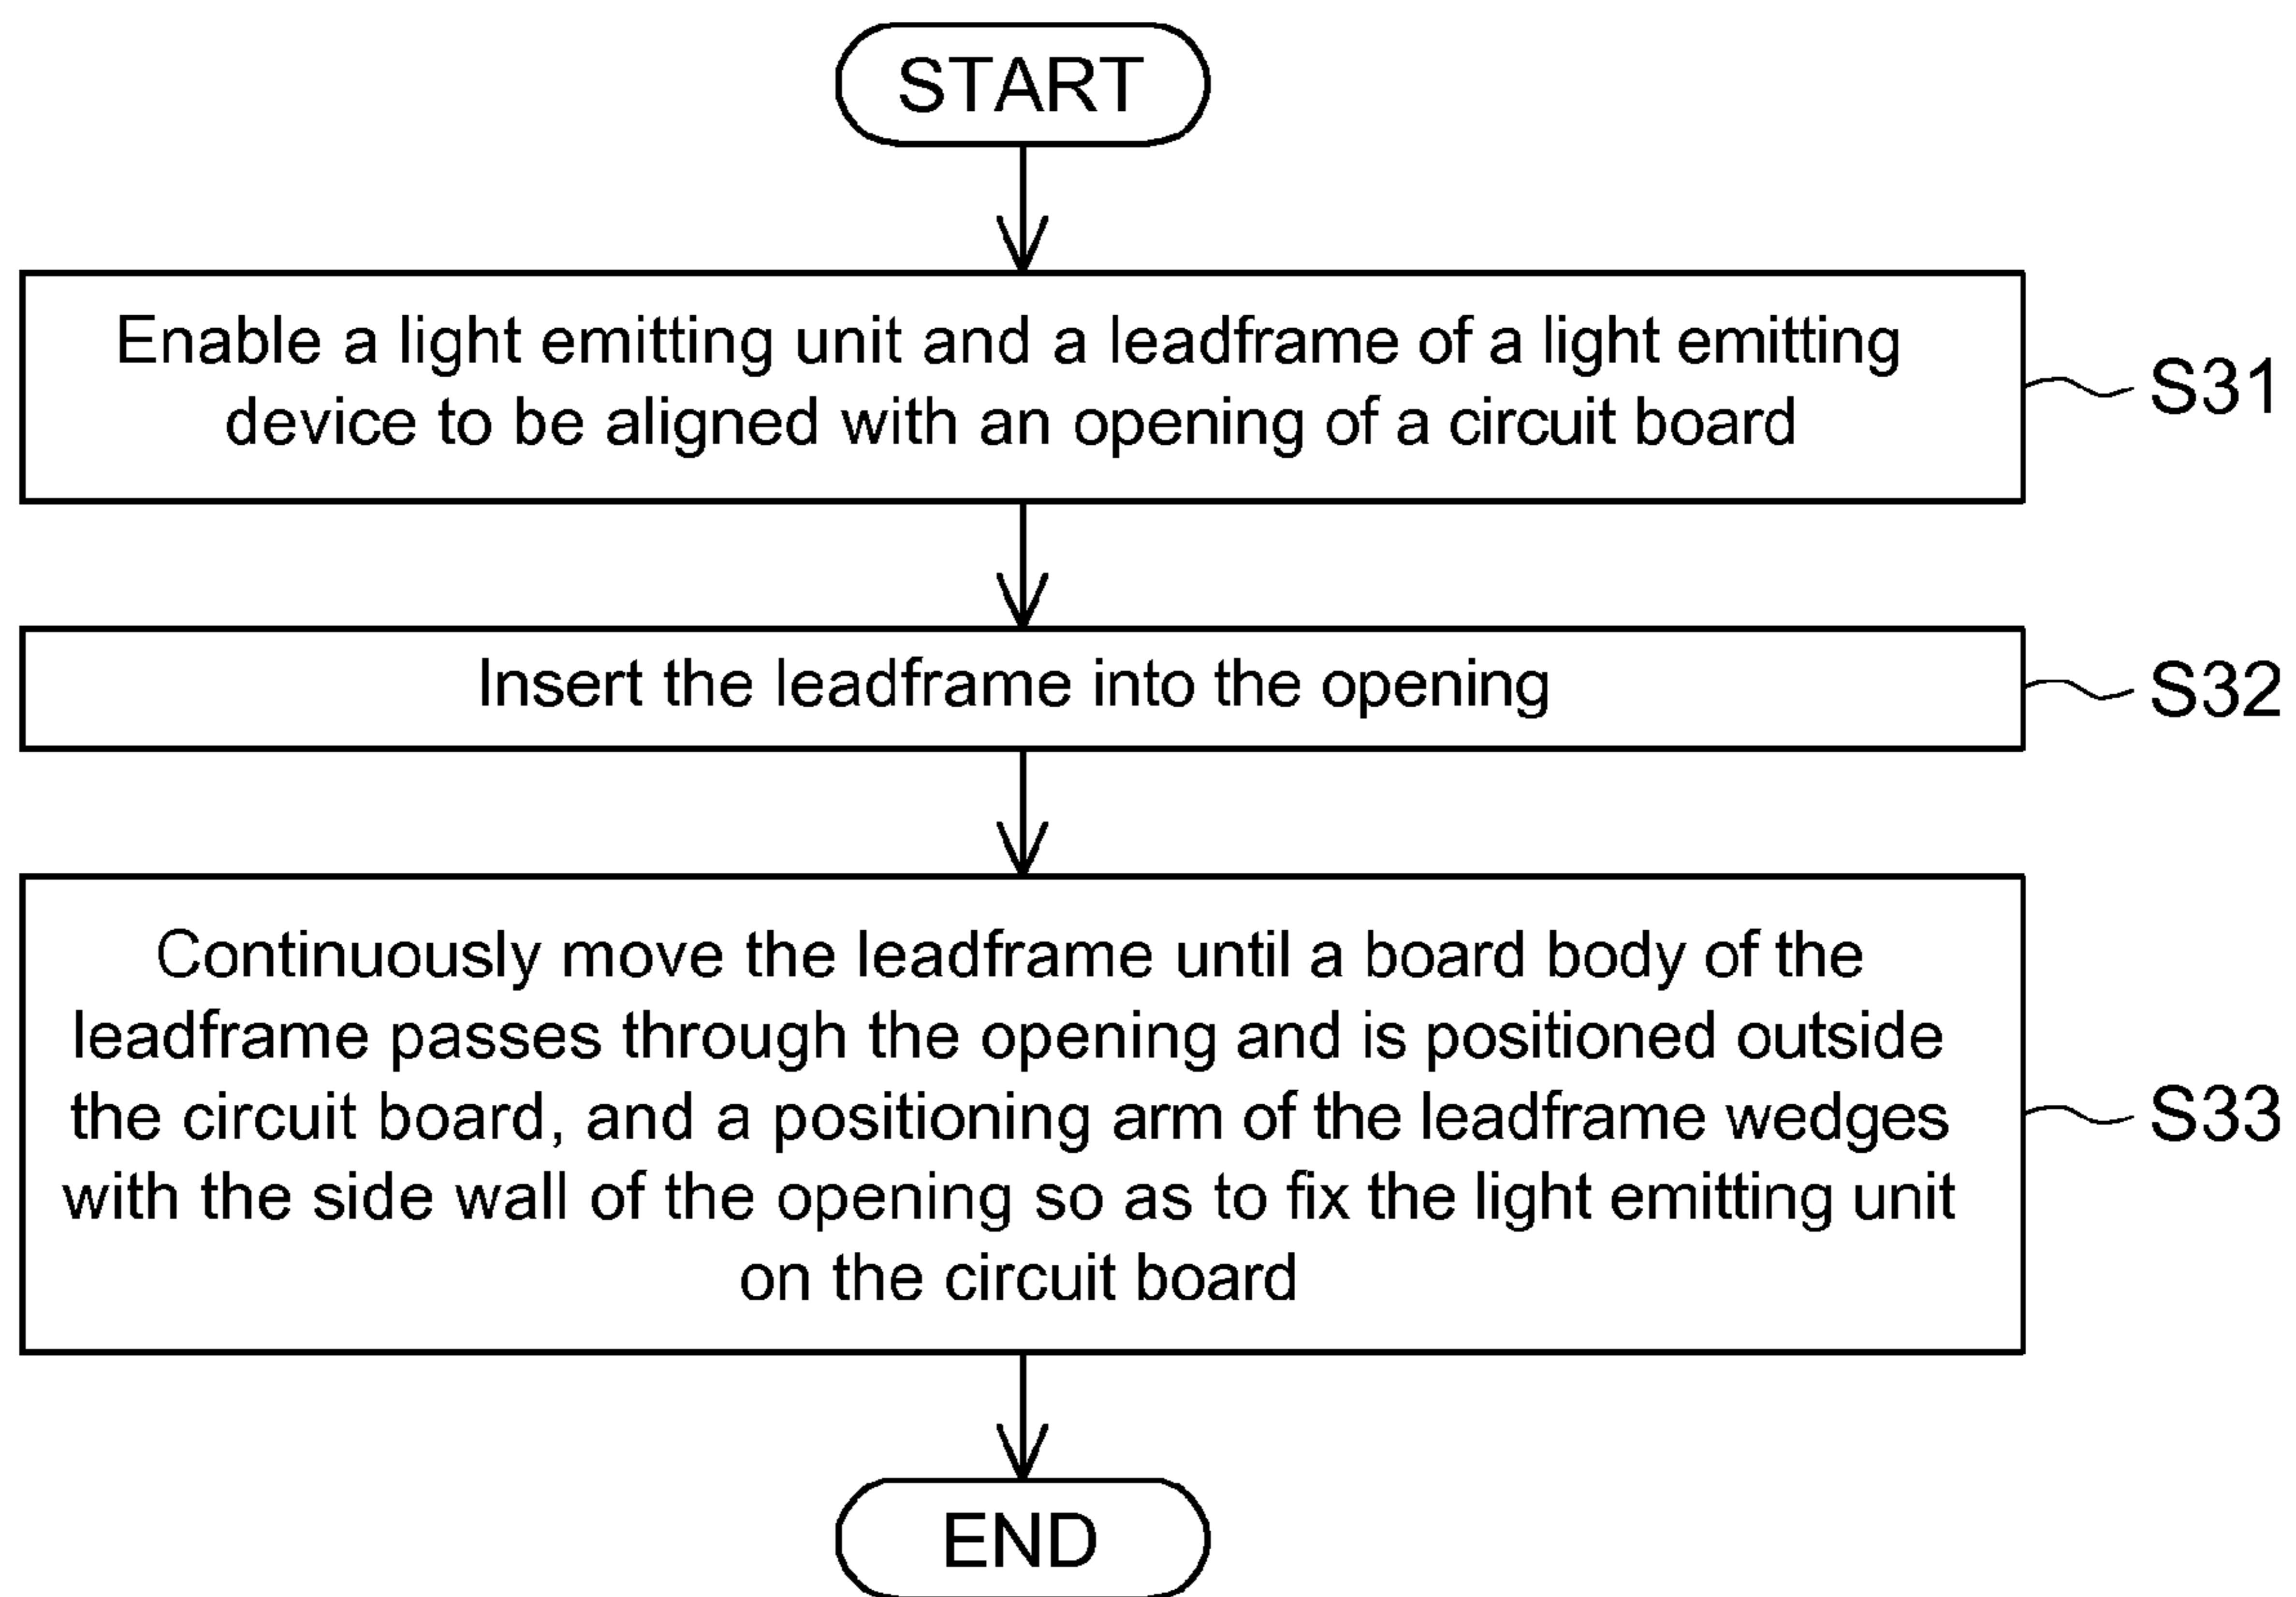 START
Enable a light emitting unit and a leadframe of a light emitting
device to be aligned with an opening of a circuit board
S31
Insert the leadframe into the opening
S32
Continuously move the leadframe until a board body of the
leadframe passes through the opening and is positioned outside
the circuit board, and a positioning arm of the leadframe wedges
with the side wall of the opening so as to fix the light emitting unit
on the circuit board
S33
END